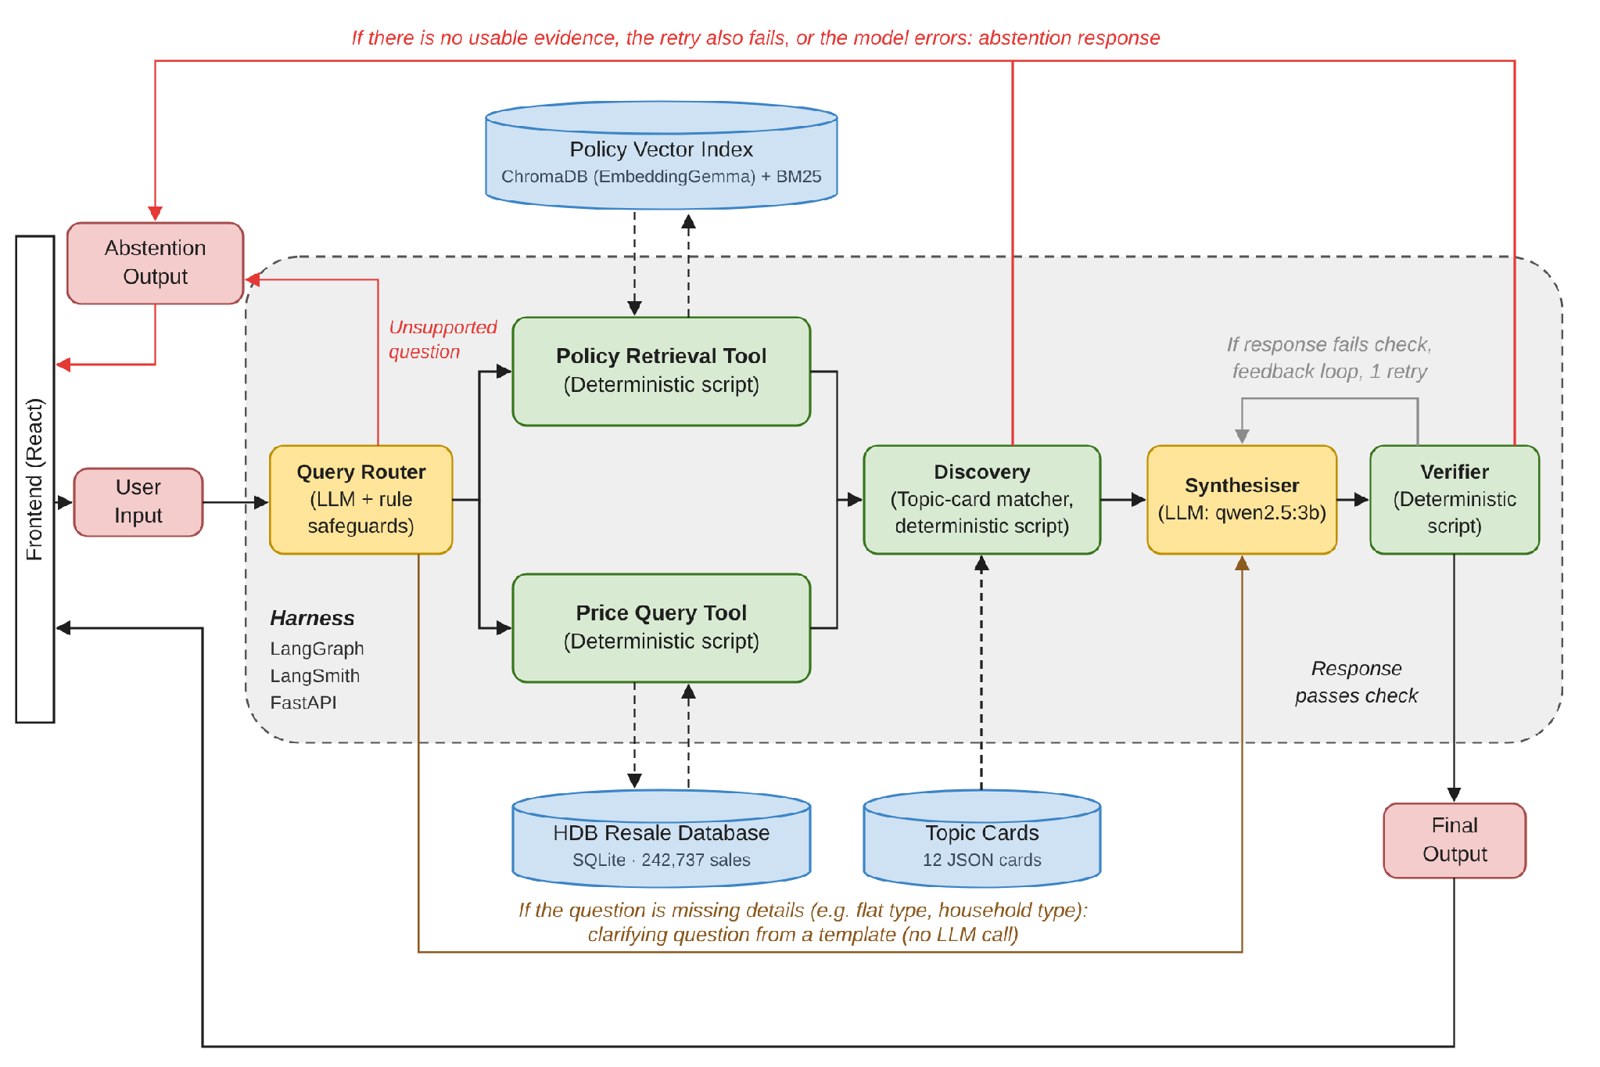 If there is no usable evidence, the retry also fails, or the model errors: abstention response
Policy Vector Index
ChromaDB (EmbeddingGemma) + BM25
Abstention
Output
Unsupported
question
Policy Retrieval Tool
(Deterministic script)
If response fails check,
feedback loop, 1 retry
Frontend (React)
User
Input
Query Router
(LLM + rule
safeguards)
Discovery
(Topic-card matcher,
deterministic script)
Synthesiser
(LLM: qwen2.5:3b)
Verifier
(Deterministic
script)
Harness
LangGraph
LangSmith
FastAPI
Price Query Tool
(Deterministic script)
Response
passes check
HDB Resale Database
SQLite · 242,737 sales
Topic Cards
12 JSON cards
Final
Output
If the question is missing details (e.g. flat type, household type):
clarifying question from a template (no LLM call)